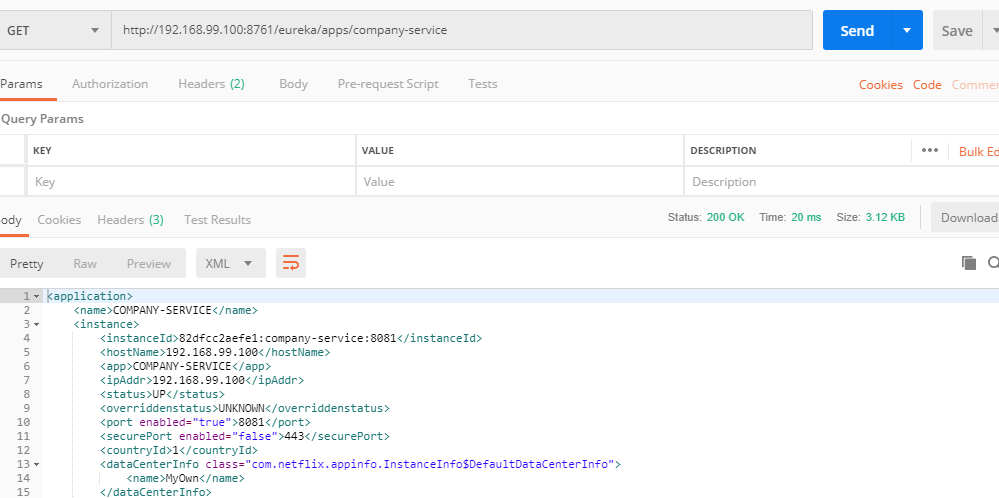 GET http://192.168.99.100:8761/eureka/apps/company-service Send Save
Params Authorization Headers (2) Body Pre-request Script Tests Cookies Code Commen
Query Params
KEY VALUE DESCRIPTION ••• Bulk Ed
Key Value Description
ody Cookies Headers (3) Test Results Status: 200 OK Time: 20 ms Size: 3.12 KB Download
Pretty Raw Preview XML
1 <application>
2 <name>COMPANY-SERVICE</name>
3 <instance>
4 <instanceId>82dfcc2aefe1:company-service:8081</instanceId>
5 <hostName>192.168.99.100</hostName>
6 <app>COMPANY-SERVICE</app>
7 <ipAddr>192.168.99.100</ipAddr>
8 <status>UP</status>
9 <overriddenstatus>UNKNOWN</overriddenstatus>
10 <port enabled="true">8081</port>
11 <securePort enabled="false">443</securePort>
12 <countryId>1</countryId>
13 <dataCenterInfo class="com.netflix.appinfo.InstanceInfo$DefaultDataCenterInfo">
14 <name>MyOwn</name>
15 </dataCenterInfo>